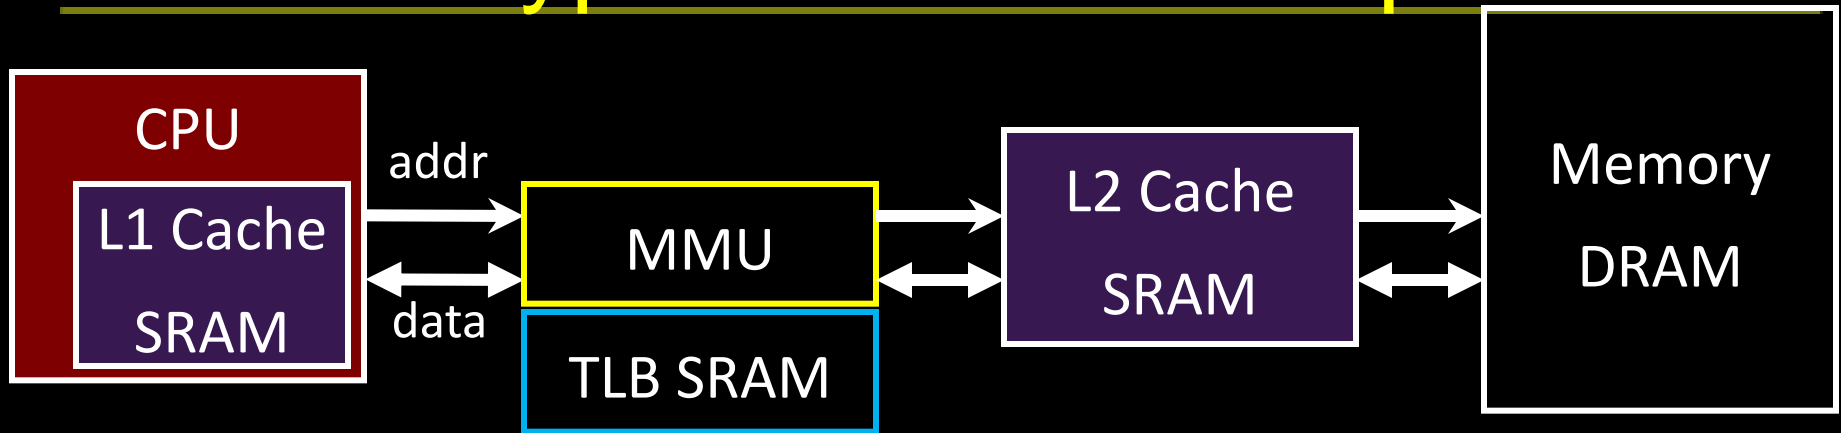 CPU
L1 Cache
SRAM
addr
data
MMU
TLB SRAM
L2 Cache
SRAM
Memory
DRAM